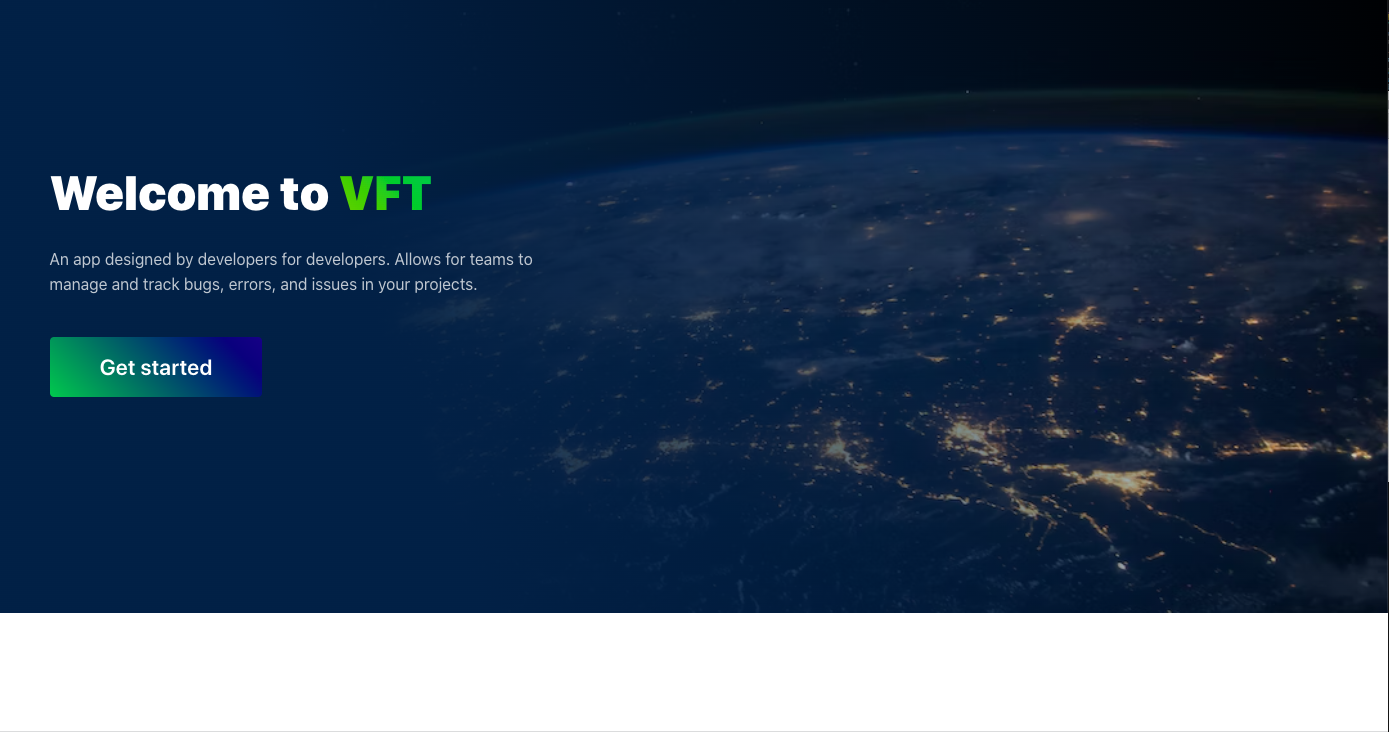 Welcome to VFT
An app designed by developers for developers. Allows for teams to
manage and track bugs, errors, and issues in your projects.
Get started